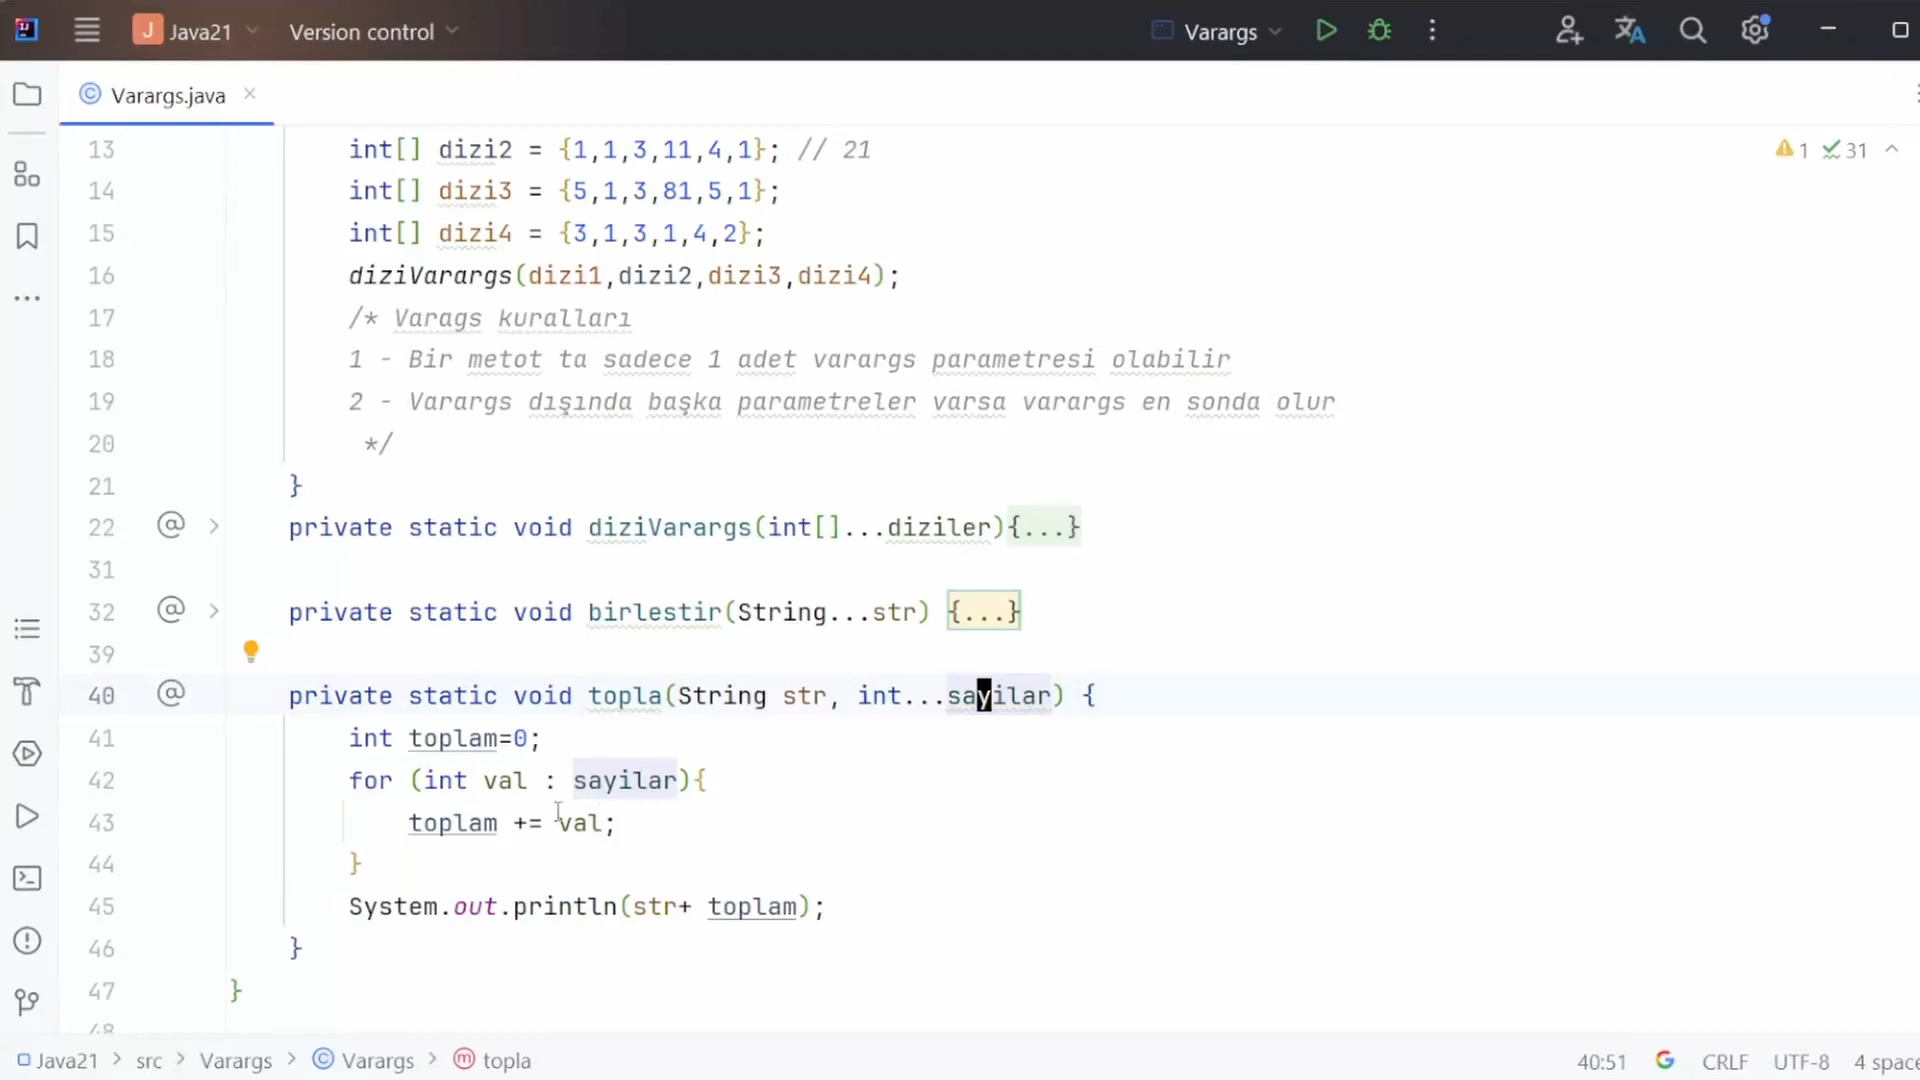 Java21 Version control Varargs
Varargs.java
13 int[] dizi2 = {1,1,3,11,4,1}; // 21
1 31
14 int[] dizi3 = {5,1,3,81,5,1};
15 int[] dizi4 = {3,1,3,1,4,2};
16 diziVarargs(dizi1,dizi2,dizi3,dizi4);
17 /* Varags kuralları
18 1 - Bir metot ta sadece 1 adet varargs parametresi olabilir
19 2 - Varargs dışında başka parametreler varsa varargs en sonda olur
20 */
21 }
22 @ private static void diziVarargs(int[]...diziler){...}
31
32 @ private static void birlestir(String...str) {...}
39
40 @ private static void topla(String str, int...sayilar) {
41 int toplam=0;
42 for (int val : sayilar){
43 toplam += val;
44 }
45 System.out.println(str+ toplam);
46 }
47 }
48
Java21 > src > Varargs > Varargs > topla
40:51 CRLF UTF-8 4 space